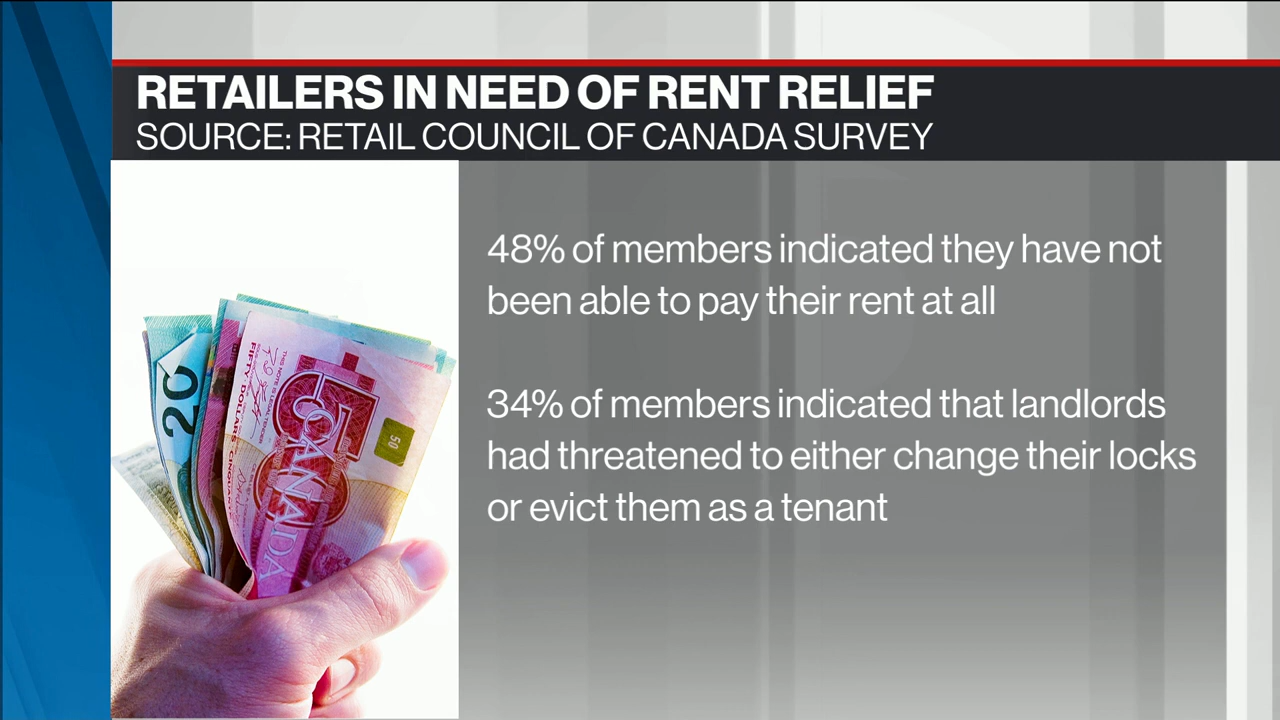 RETAILERS IN NEED OF RENT RELIEF
SOURCE: RETAIL COUNCIL OF CANADA SURVEY
48% of members indicated they have not
been able to pay their rent at all
34% of members indicated that landlords
had threatened to either change their locks
or evict them as a tenant
20
FIFTY DOLLARS
CANADA
50